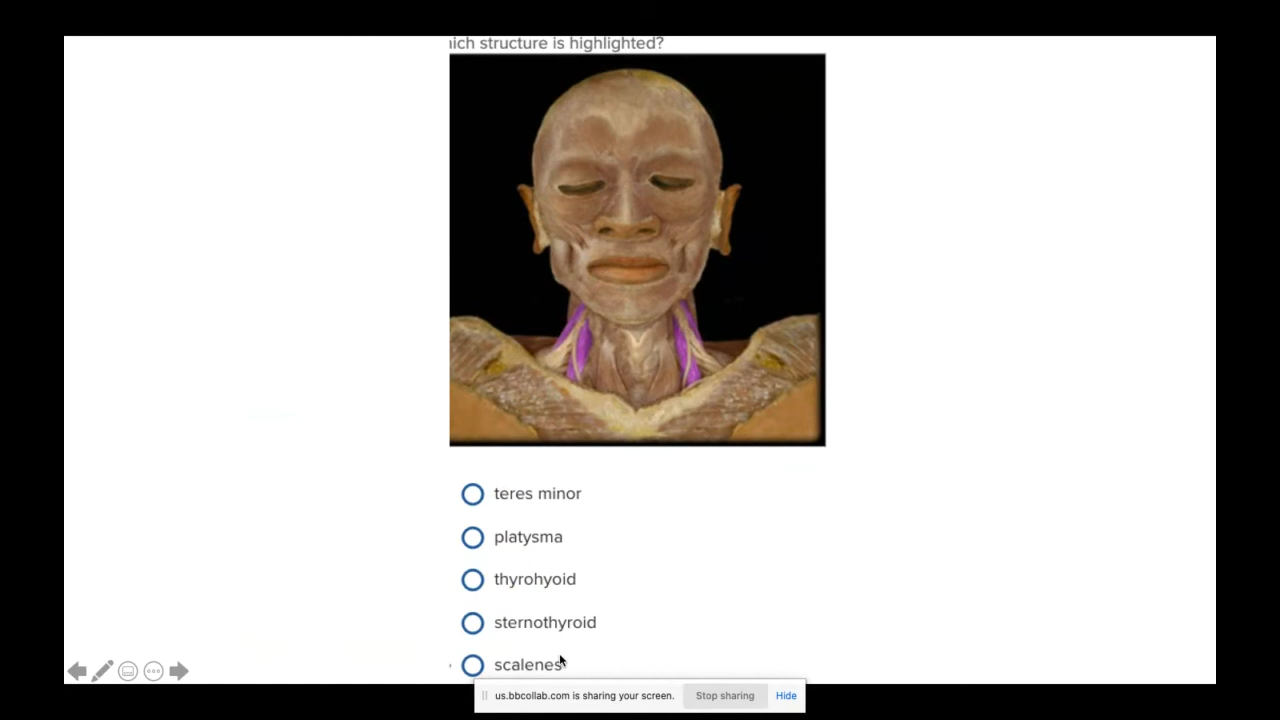 ich structure is highlighted?
teres minor
platysma
thyrohyoid
sternothyroid
scalenes
us.bbcollab.com is sharing your screen. Stop sharing Hide